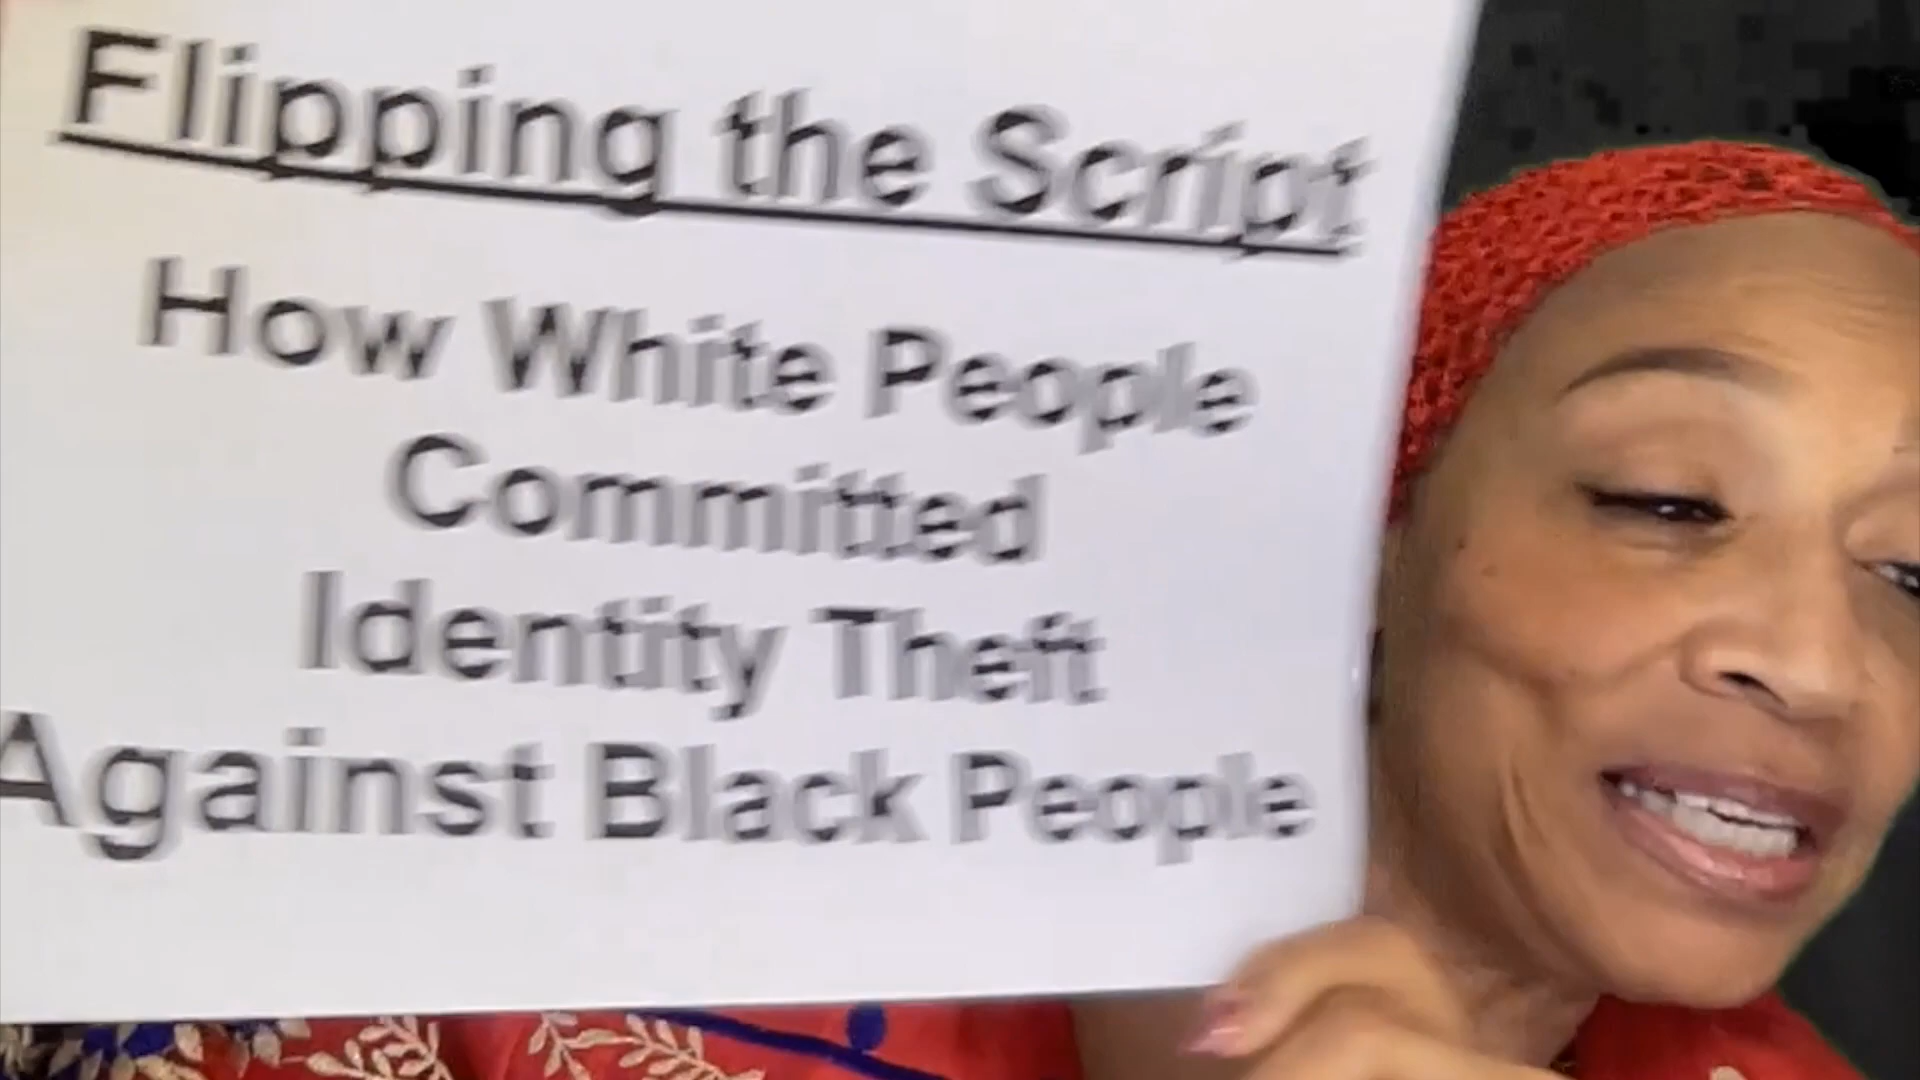 Flipping the Script
How White People
Committed
Identity Theft
Against Black People